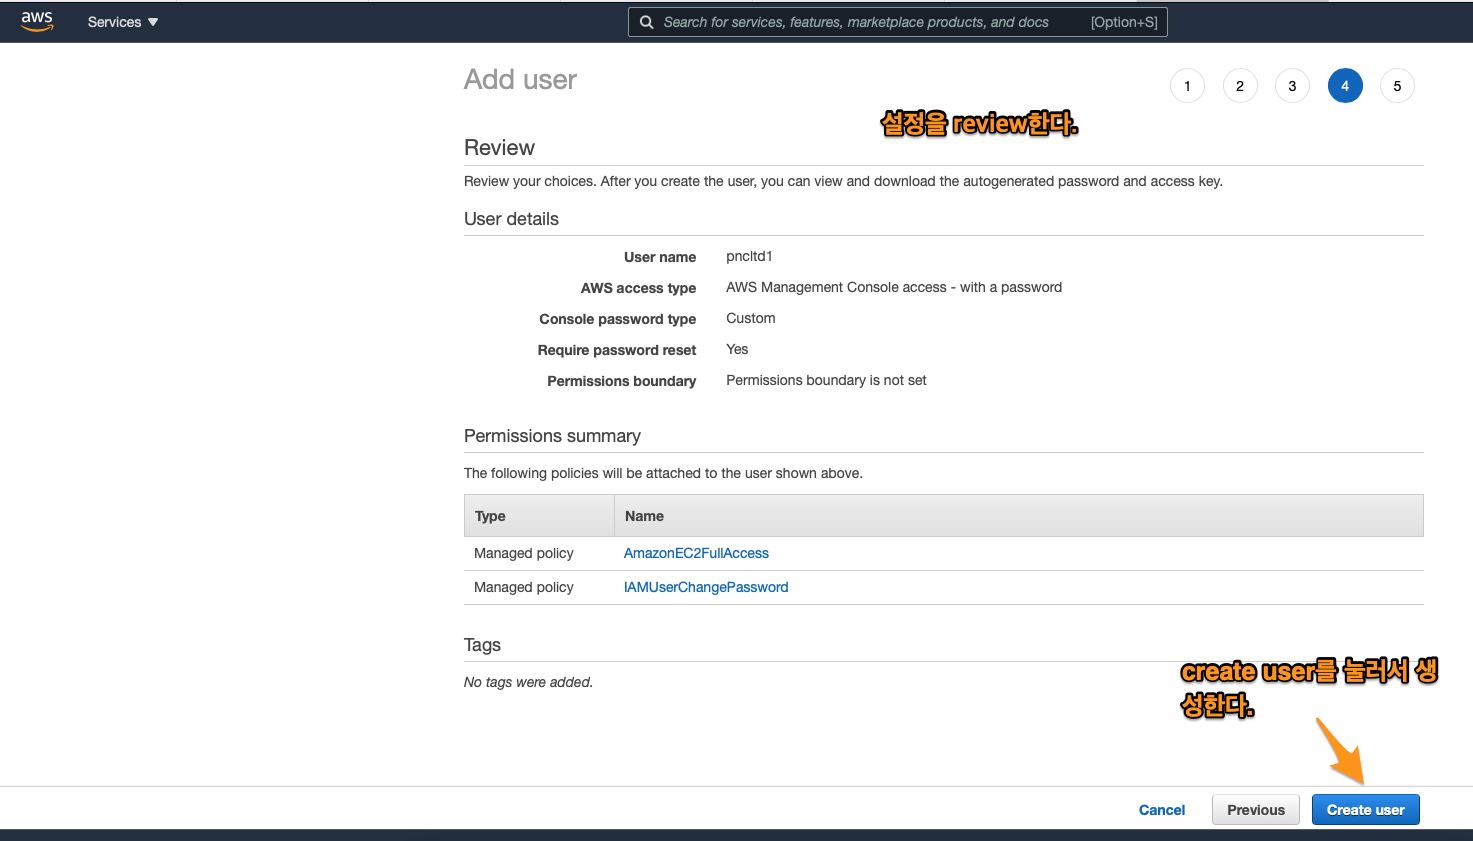 aws
Services
Search for services, features, marketplace products, and docs [Option+S]
Add user
1 2 3 4 5
설정을 review한다.
Review
Review your choices. After you create the user, you can view and download the autogenerated password and access key.
User details
User name pncltd1
AWS access type AWS Management Console access - with a password
Console password type Custom
Require password reset Yes
Permissions boundary Permissions boundary is not set
Permissions summary
The following policies will be attached to the user shown above.
Type Name
Managed policy AmazonEC2FullAccess
Managed policy IAMUserChangePassword
Tags
No tags were added.
create user를 눌러서 생
성한다.
Cancel Previous Create user